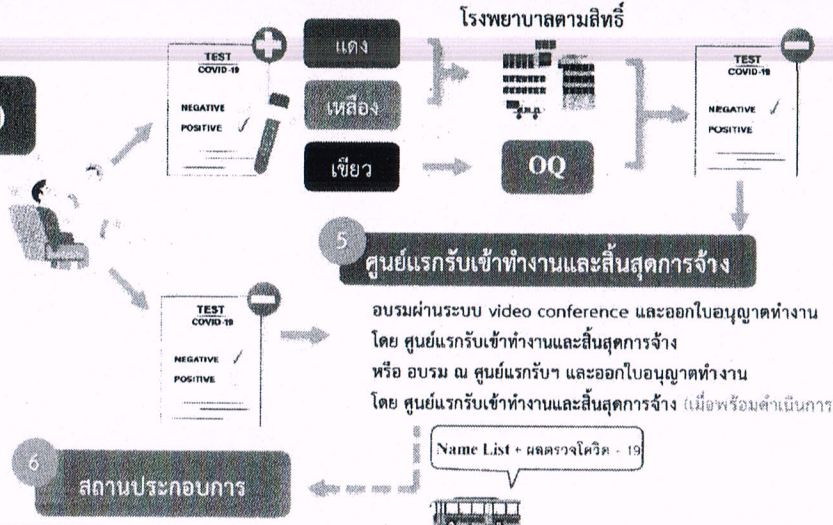 โรงพยาบาลตามสิทธิ์
TEST
COVID-19
NEGATIVE
POSITIVE ✓
แดง
เหลือง
เขียว
OQ
TEST
COVID-19
NEGATIVE ✓
POSITIVE
5
ศูนย์แรกรับเข้าทำงานและสิ้นสุดการจ้าง
อบรมผ่านระบบ video conference และออกใบอนุญาตทำงาน
โดย ศูนย์แรกรับเข้าทำงานและสิ้นสุดการจ้าง
หรือ อบรม ณ ศูนย์แรกรับฯ และออกใบอนุญาตทำงาน
โดย ศูนย์แรกรับเข้าทำงานและสิ้นสุดการจ้าง (เมื่อพร้อมดำเนินการ
TEST
COVID-19
NEGATIVE ✓
POSITIVE
Name List + ผลตรวจโควิด - 19
6
สถานประกอบการ